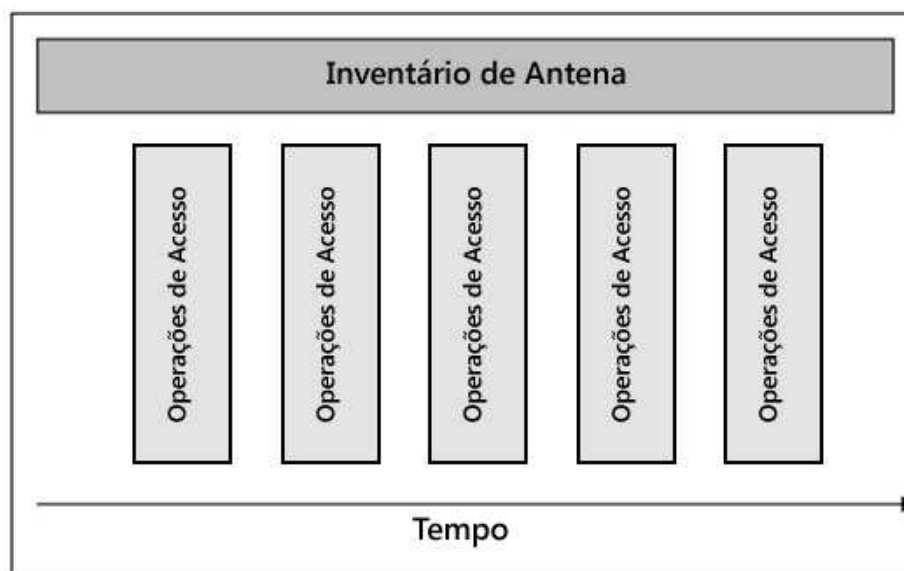 Inventário de Antena
Operações de Acesso
Operações de Acesso
Operações de Acesso
Operações de Acesso
Operações de Acesso
Tempo